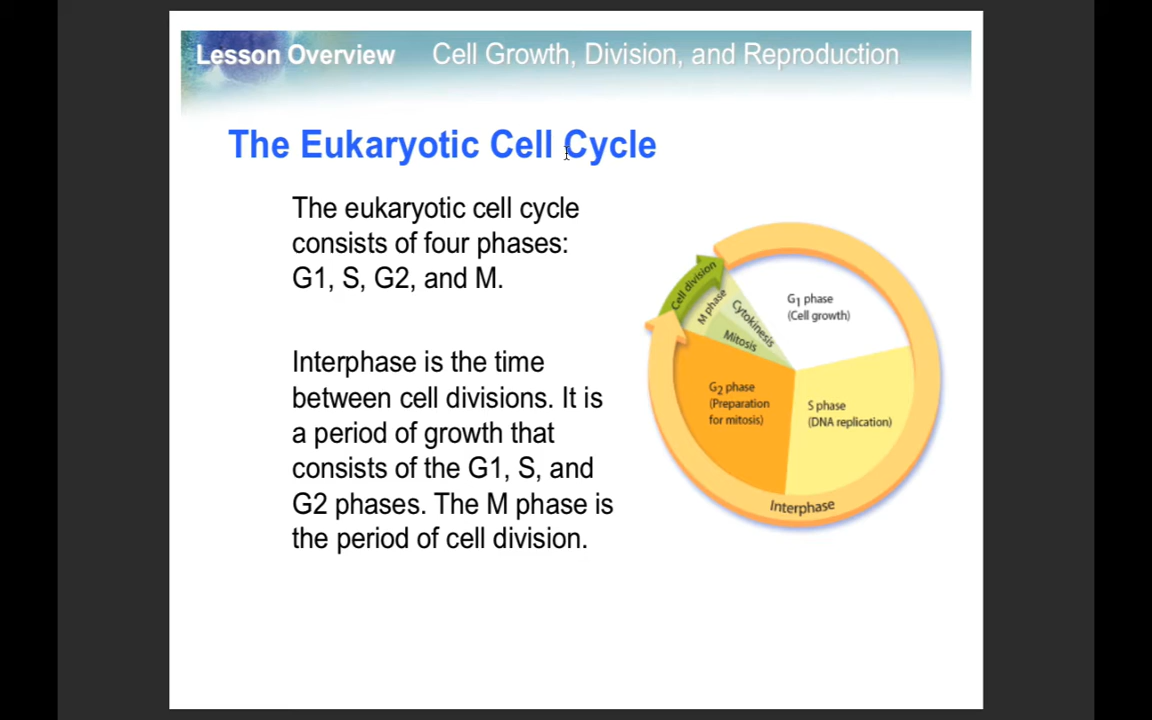 Lesson Overview Cell Growth, Division, and Reproduction
The Eukaryotic Cell Cycle
The eukaryotic cell cycle
consists of four phases:
G1, S, G2, and M.
Interphase is the time
between cell divisions. It is
a period of growth that
consists of the G1, S, and
G2 phases. The M phase is
the period of cell division.
Cell division
M phase
Cytokinesis
Mitosis
G1 phase
(Cell growth)
G2 phase
(Preparation
for mitosis)
S phase
(DNA replication)
Interphase